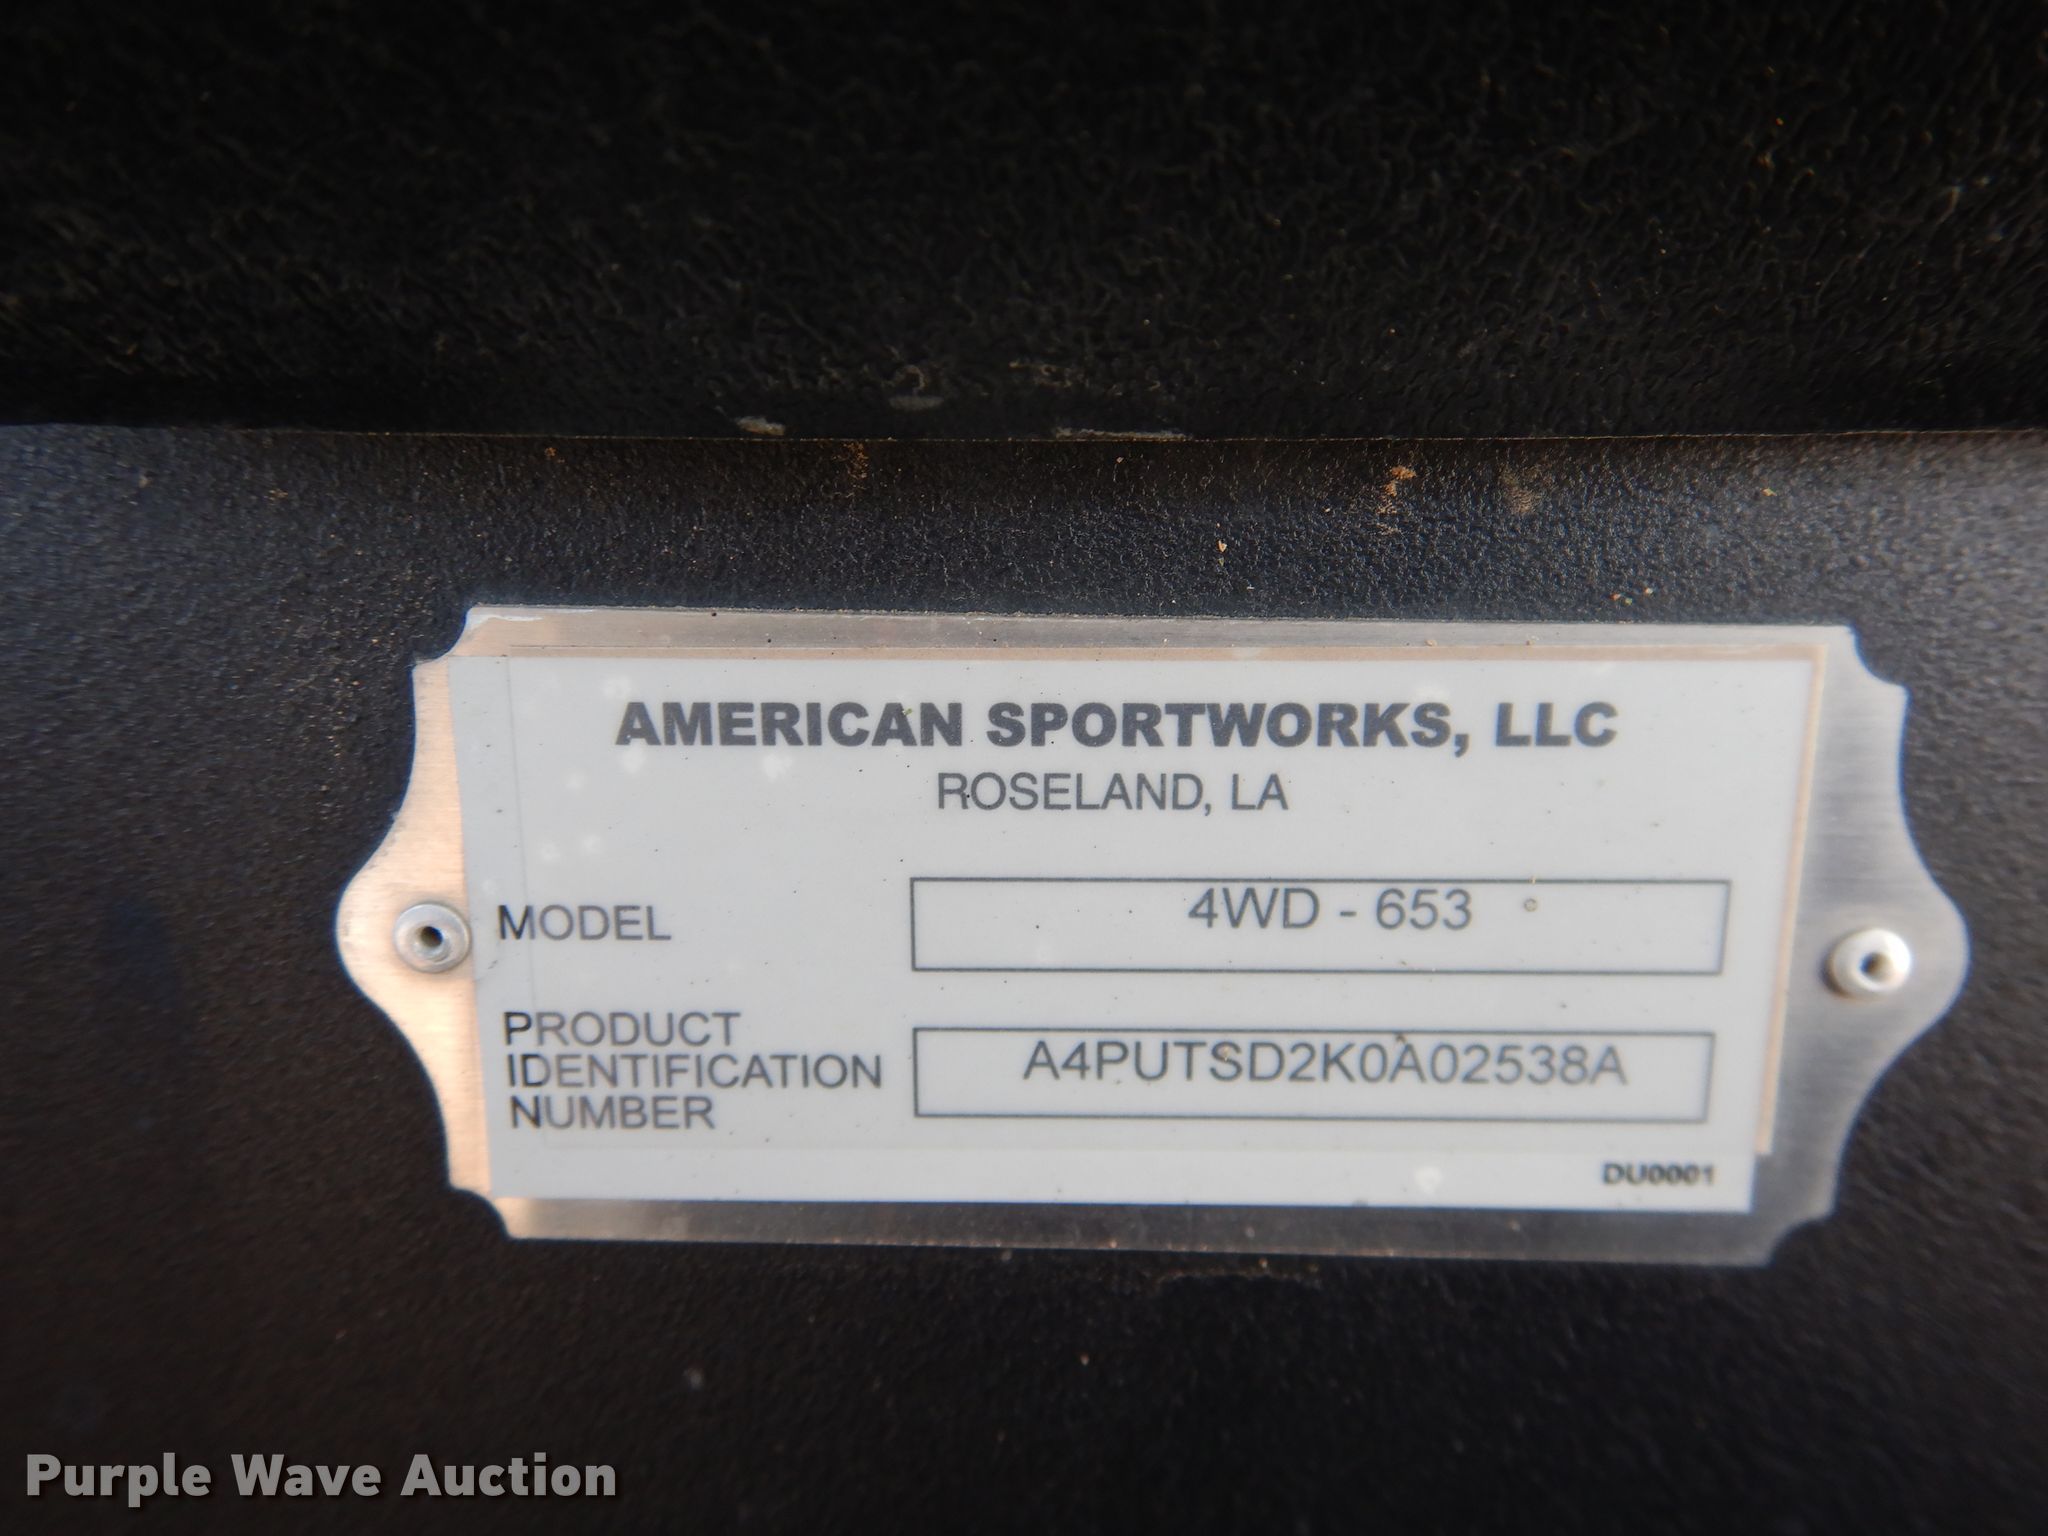 AMERICAN SPORTWORKS, LLC
ROSELAND, LA
MODEL 4WD - 653
PRODUCT
IDENTIFICATION A4PUTSD2K0A02538A
NUMBER
DU0001
Purple Wave Auction